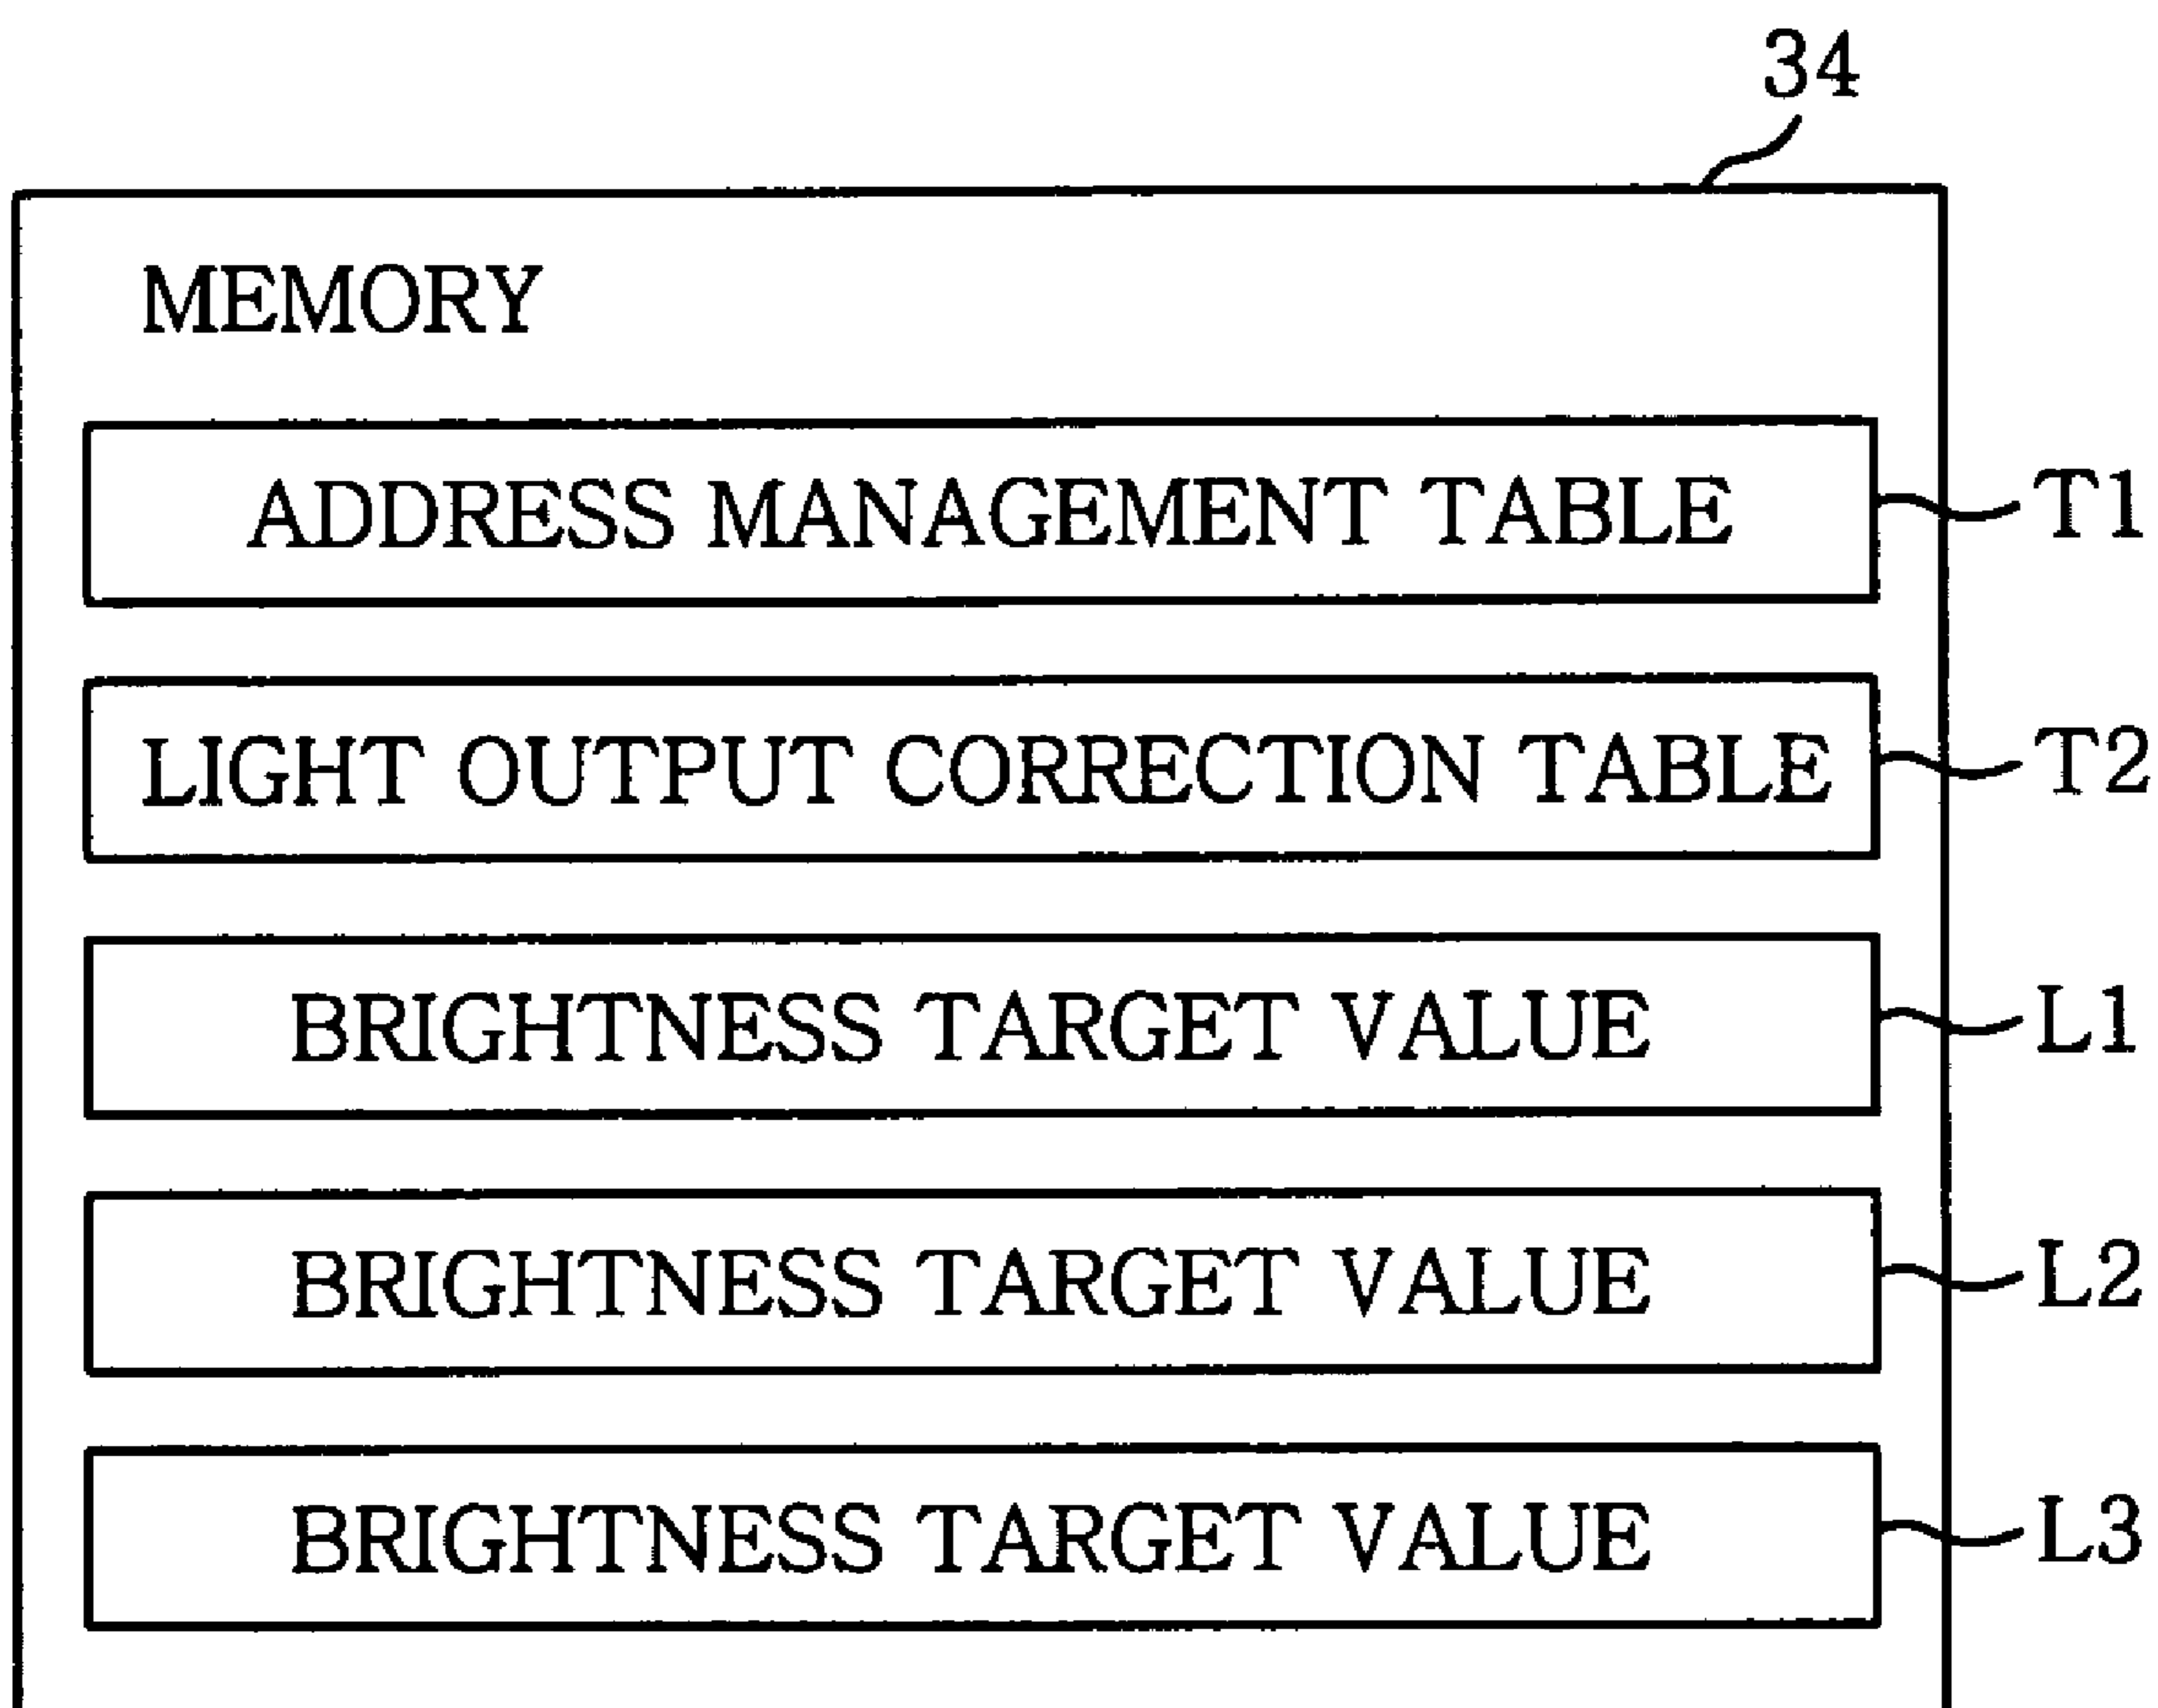 34
MEMORY
ADDRESS MANAGEMENT TABLE T1
LIGHT OUTPUT CORRECTION TABLE T2
BRIGHTNESS TARGET VALUE L1
BRIGHTNESS TARGET VALUE L2
BRIGHTNESS TARGET VALUE L3